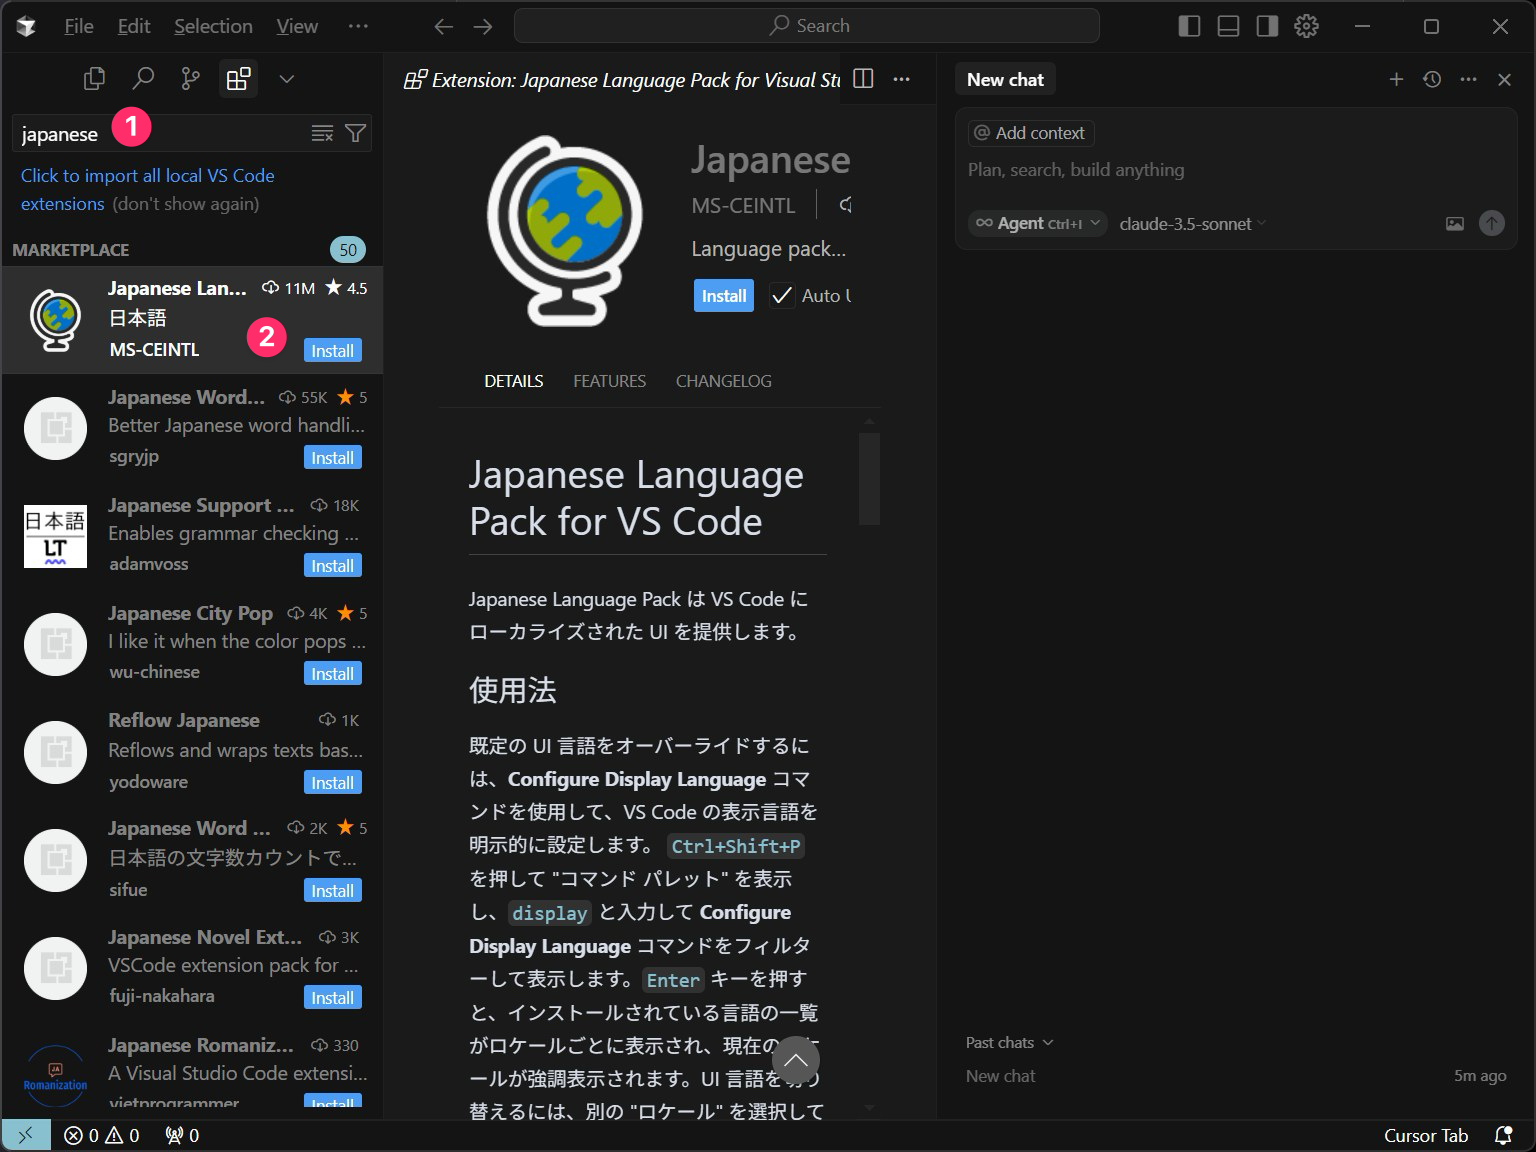 File Edit Selection View ··· Search
japanese 1
Click to import all local VS Code
extensions (don't show again)
MARKETPLACE 50
Japanese Lan... 11M ★ 4.5
日本語
MS-CEINTL 2 Install
Japanese Word... 55K ★ 5
Better Japanese word handli...
sgryjp Install
日本語
LT
Japanese Support ... 18K
Enables grammar checking ...
adamvoss Install
Japanese City Pop 4K ★ 5
I like it when the color pops ...
wu-chinese Install
Reflow Japanese 1K
Reflows and wraps texts bas...
yodoware Install
Japanese Word ... 2K ★ 5
日本語の文字数カウントで...
sifue Install
Japanese Novel Ext... 3K
VSCode extension pack for ...
fuji-nakahara Install
JA
Romanization
Japanese Romaniz... 330
A Visual Studio Code extensi...
vietprogrammer Install
Extension: Japanese Language Pack for Visual Stu
Japanese
MS-CEINTL
Language pack...
Install Auto U
DETAILS FEATURES CHANGELOG
Japanese Language
Pack for VS Code
Japanese Language Pack は VS Code に
ローカライズされた UI を提供します。
使用法
既定の UI 言語をオーバーライドするに
は、Configure Display Language コマ
ンドを使用して、VS Code の表示言語を
明示的に設定します。 Ctrl+Shift+P
を押して "コマンド パレット" を表示
し、display と入力して Configure
Display Language コマンドをフィルタ
ーして表示します。Enter キーを押す
と、インストールされている言語の一覧
がロケールごとに表示され、現在の
ールが強調表示されます。UI 言語を
替えるには、別の "ロケール" を選択して
New chat
@ Add context
Plan, search, build anything
∞ Agent Ctrl+I claude-3.5-sonnet
Past chats
New chat 5m ago
0 0 0 Cursor Tab